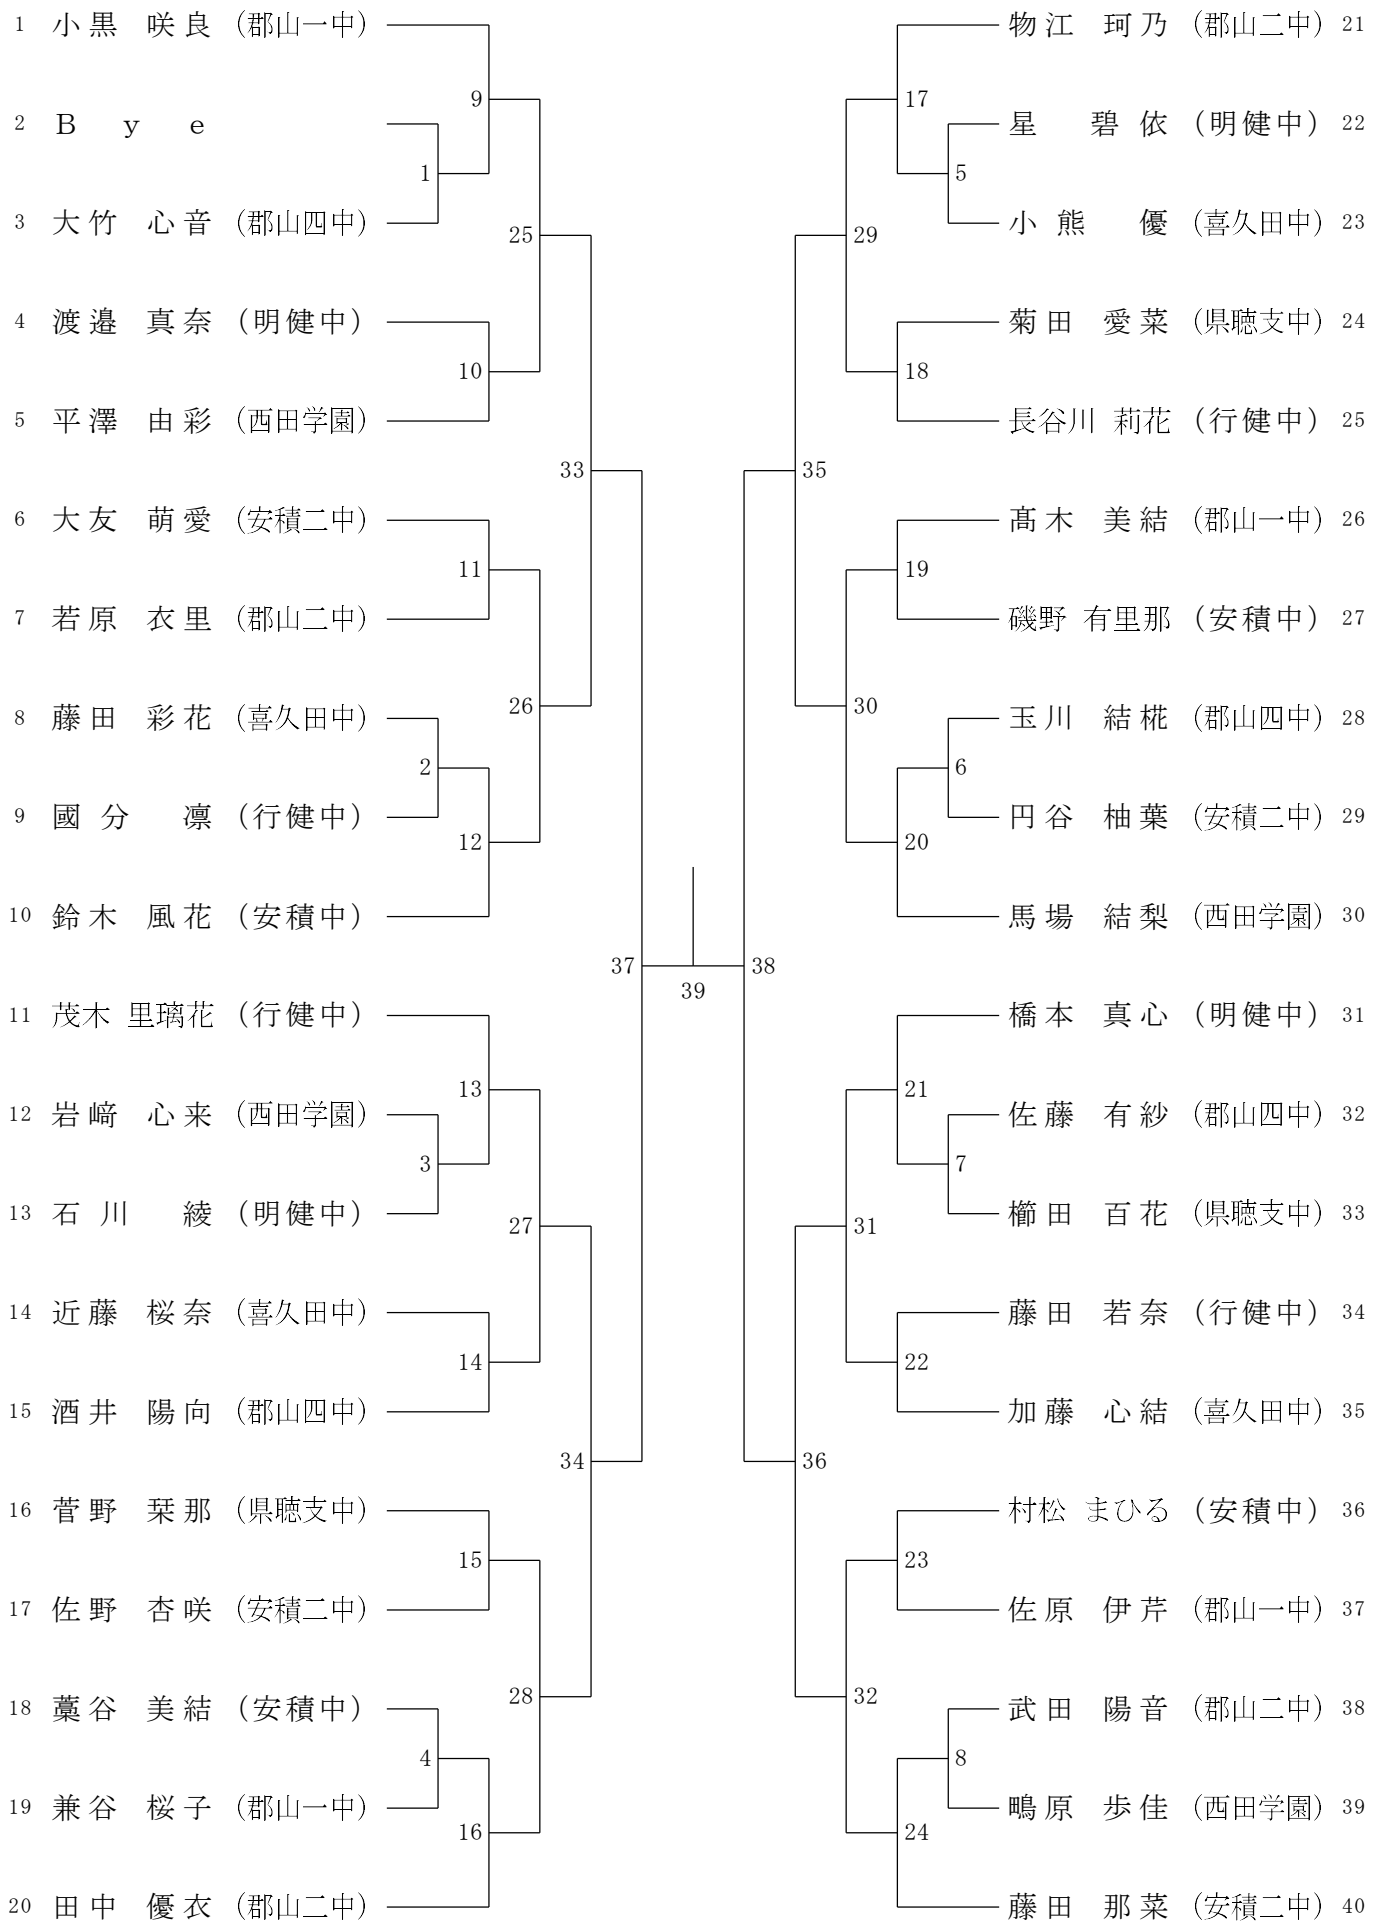 1 小黒 咲良 (郡山一中)
9
2 Ｂ ｙ ｅ
1
3 大竹 心音 (郡山四中)
25
4 渡邉 真奈 (明健中)
10
5 平澤 由彩 (西田学園)
33
6 大友 萌愛 (安積二中)
11
7 若原 衣里 (郡山二中)
26
8 藤田 彩花 (喜久田中)
2
9 國分 凛 (行健中)
12
10 鈴木 風花 (安積中)
37
11 茂木 里璃花 (行健中)
13
12 岩﨑 心来 (西田学園)
3
13 石川 綾 (明健中)
27
14 近藤 桜奈 (喜久田中)
14
15 酒井 陽向 (郡山四中)
34
16 菅野 栞那 (県聴支中)
15
17 佐野 杏咲 (安積二中)
28
18 藁谷 美結 (安積中)
4
19 兼谷 桜子 (郡山一中)
16
20 田中 優衣 (郡山二中)
39
物江 珂乃 (郡山二中) 21
17
星 碧依 (明健中) 22
5
小熊 優 (喜久田中) 23
29
菊田 愛菜 (県聴支中) 24
18
長谷川 莉花 (行健中) 25
35
髙木 美結 (郡山一中) 26
19
磯野 有里那 (安積中) 27
30
玉川 結椛 (郡山四中) 28
6
円谷 柚葉 (安積二中) 29
20
馬場 結梨 (西田学園) 30
38
橋本 真心 (明健中) 31
21
佐藤 有紗 (郡山四中) 32
7
櫛田 百花 (県聴支中) 33
31
藤田 若奈 (行健中) 34
22
加藤 心結 (喜久田中) 35
36
村松 まひる (安積中) 36
23
佐原 伊芹 (郡山一中) 37
32
武田 陽音 (郡山二中) 38
8
鴫原 歩佳 (西田学園) 39
24
藤田 那菜 (安積二中) 40